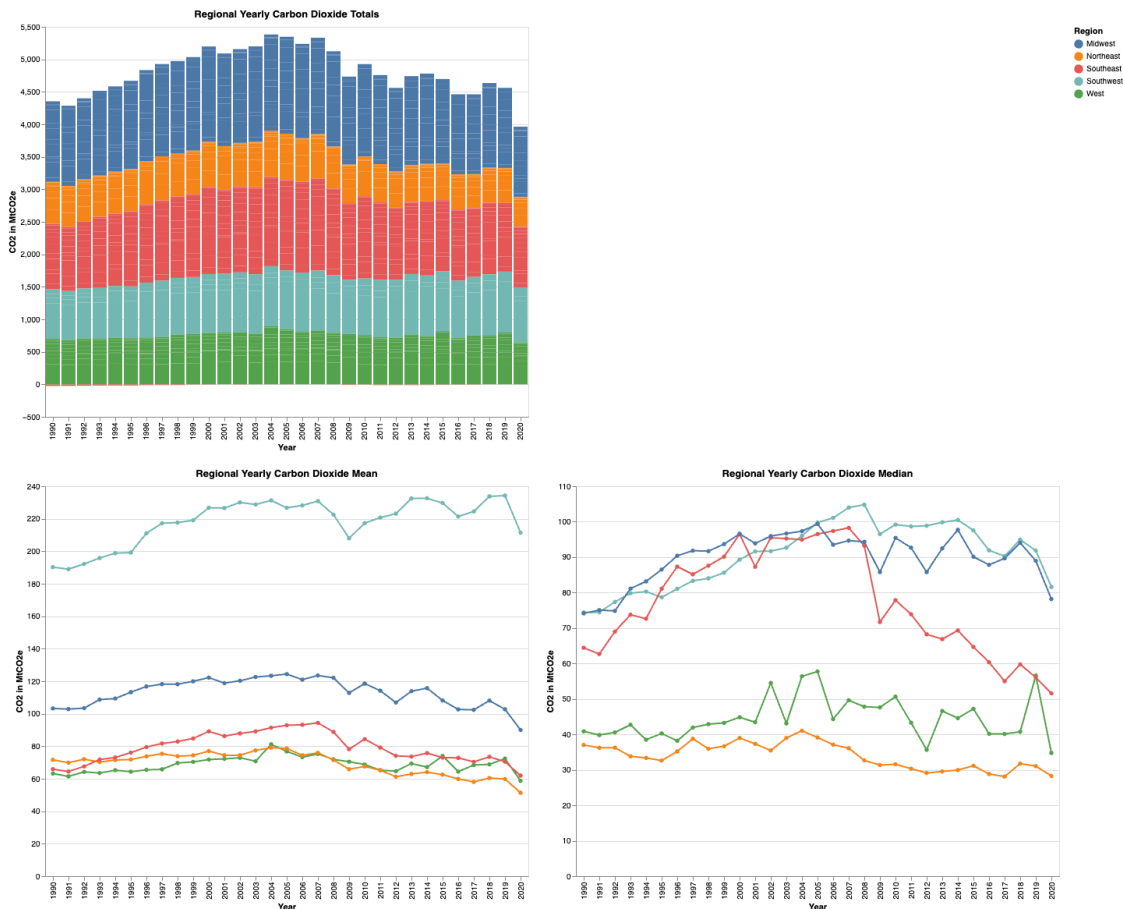 Regional Yearly Carbon Dioxide Totals
5,500
5,000
4,500
4,000
3,500
3,000
2,500
2,000
1,500
1,000
500
0
−500
CO2 in MtCO2e
1990 1991 1992 1993 1994 1995 1996 1997 1998 1999 2000 2001 2002 2003 2004 2005 2006 2007 2008 2009 2010 2011 2012 2013 2014 2015 2016 2017 2018 2019 2020
Year
Region
Midwest
Northeast
Southeast
Southwest
West
Regional Yearly Carbon Dioxide Mean
240
220
200
180
160
140
120
100
80
60
40
20
0
CO2 in MtCO2e
1990 1991 1992 1993 1994 1995 1996 1997 1998 1999 2000 2001 2002 2003 2004 2005 2006 2007 2008 2009 2010 2011 2012 2013 2014 2015 2016 2017 2018 2019 2020
Year
Regional Yearly Carbon Dioxide Median
110
100
90
80
70
60
50
40
30
20
10
0
CO2 in MtCO2e
1990 1991 1992 1993 1994 1995 1996 1997 1998 1999 2000 2001 2002 2003 2004 2005 2006 2007 2008 2009 2010 2011 2012 2013 2014 2015 2016 2017 2018 2019 2020
Year